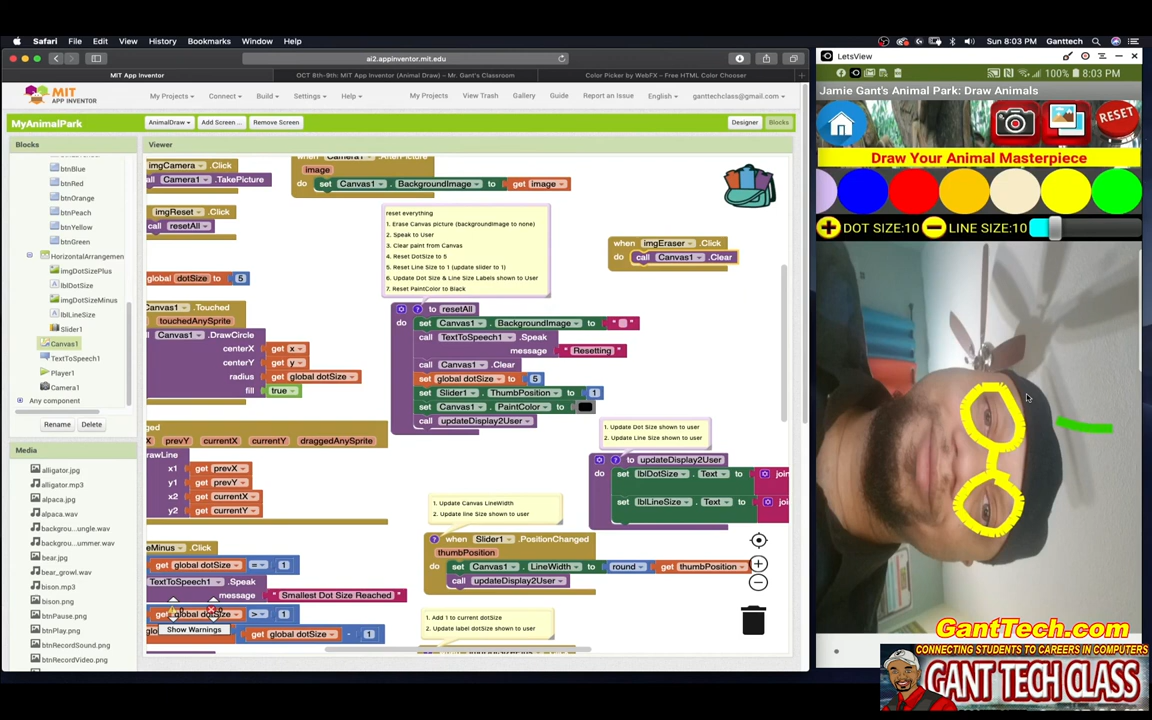 Safari File Edit View History Bookmarks Window Help
Sun 8:03 PM Ganttech
ai2.appinventor.mit.edu
MIT App Inventor
OCT 8th-9th: MIT App Inventor (Animal Draw) – Mr. Gant's Classroom
Color Picker by WebFX – Free HTML Color Chooser
MIT
APP INVENTOR
My Projects Connect Build Settings Help
My Projects View Trash Gallery Guide Report an Issue English ganttechclass@gmail.com
MyAnimalPark
AnimalDraw Add Screen ... Remove Screen
Designer Blocks
Blocks
btnBlue
btnRed
btnOrange
btnPeach
btnYellow
btnGreen
HorizontalArrangemen
imgDotSizePlus
lblDotSize
imgDotSizeMinus
lblLineSize
Slider1
Canvas1
TextToSpeech1
Player1
Camera1
Any component
Rename Delete
Media
alligator.jpg
alligator.mp3
alpaca.jpg
alpaca.wav
backgrou...ungle.wav
backgrou...ummer.wav
bear.jpg
bear_growl.wav
bison.mp3
bison.png
btnPause.png
btnPlay.png
btnRecordSound.png
btnRecordVideo.png
Viewer
imgCamera .Click
call Camera1 .TakePicture
when Camera1 .AfterPicture
image
do set Canvas1 . BackgroundImage to get image
imgReset .Click
call resetAll
reset everything
1. Erase Canvas picture (backgroundImage to none)
2. Speak to User
3. Clear paint from Canvas
4. Reset DotSize to 5
5. Reset Line Size to 1 (update slider to 1)
6. Update Dot Size & Line Size Labels shown to User
7. Reset PaintColor to Black
when imgEraser .Click
do call Canvas1 .Clear
global dotSize to 5
Canvas1 .Touched
touchedAnySprite
Canvas1 .DrawCircle
centerX get x
centerY get y
radius get global dotSize
fill true
to resetAll
do set Canvas1 . BackgroundImage to " "
call TextToSpeech1 .Speak
message " Resetting "
call Canvas1 .Clear
set global dotSize to 5
set Slider1 . ThumbPosition to 1
set Canvas1 . PaintColor to
call updateDisplay2User
1. Update Dot Size shown to user
2. Update Line Size shown to user
to updateDisplay2User
do set lblDotSize . Text to join
set lblLineSize . Text to join
prevX prevY currentX currentY draggedAnySprite
x1 get prevX
y1 get prevY
x2 get currentX
y2 get currentY
1. Update Canvas LineWidth
2. Update line Size shown to user
when Slider1 .PositionChanged
thumbPosition
do set Canvas1 . LineWidth to round get thumbPosition
call updateDisplay2User
eMinus .Click
get global dotSize = 1
TextToSpeech1 .Speak
message " Smallest Dot Size Reached "
get global dotSize > 1
get global dotSize - 1
Show Warnings
1. Add 1 to current dotSize
2. Update label dotSize shown to user
LetsView
100% 8:03 PM
Jamie Gant's Animal Park: Draw Animals
RESET
Draw Your Animal Masterpiece
DOT SIZE:10 LINE SIZE:10
GanttTech.com
CONNECTING STUDENTS TO CAREERS IN COMPUTERS
GANT TECH CLASS